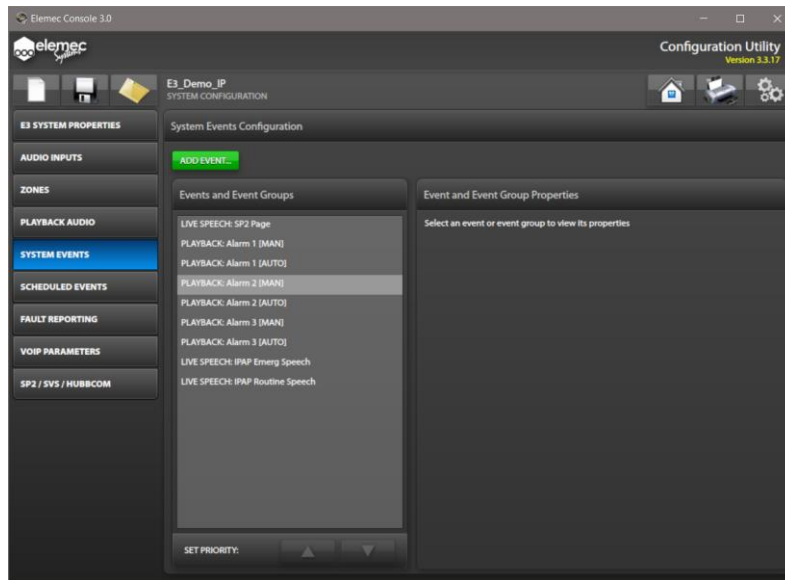 Elemec Console 3.0
elemec
Systems
Configuration Utility
Version 3.3.17
E3_Demo_IP
SYSTEM CONFIGURATION
E3 SYSTEM PROPERTIES
AUDIO INPUTS
ZONES
PLAYBACK AUDIO
SYSTEM EVENTS
SCHEDULED EVENTS
FAULT REPORTING
VOIP PARAMETERS
SP2 / SVS / HUBBCOM
System Events Configuration
ADD EVENT...
Events and Event Groups
LIVE SPEECH: SP2 Page
PLAYBACK: Alarm 1 [MAN]
PLAYBACK: Alarm 1 [AUTO]
PLAYBACK: Alarm 2 [MAN]
PLAYBACK: Alarm 2 [AUTO]
PLAYBACK: Alarm 3 [MAN]
PLAYBACK: Alarm 3 [AUTO]
LIVE SPEECH: IPAP Emerg Speech
LIVE SPEECH: IPAP Routine Speech
SET PRIORITY:
Event and Event Group Properties
Select an event or event group to view its properties